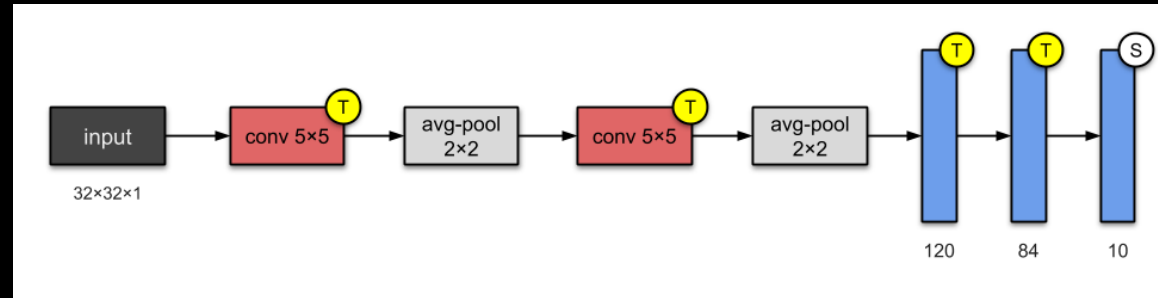 input
32×32×1
conv 5×5
T
avg-pool
2×2
conv 5×5
T
avg-pool
2×2
T
120
T
84
S
10